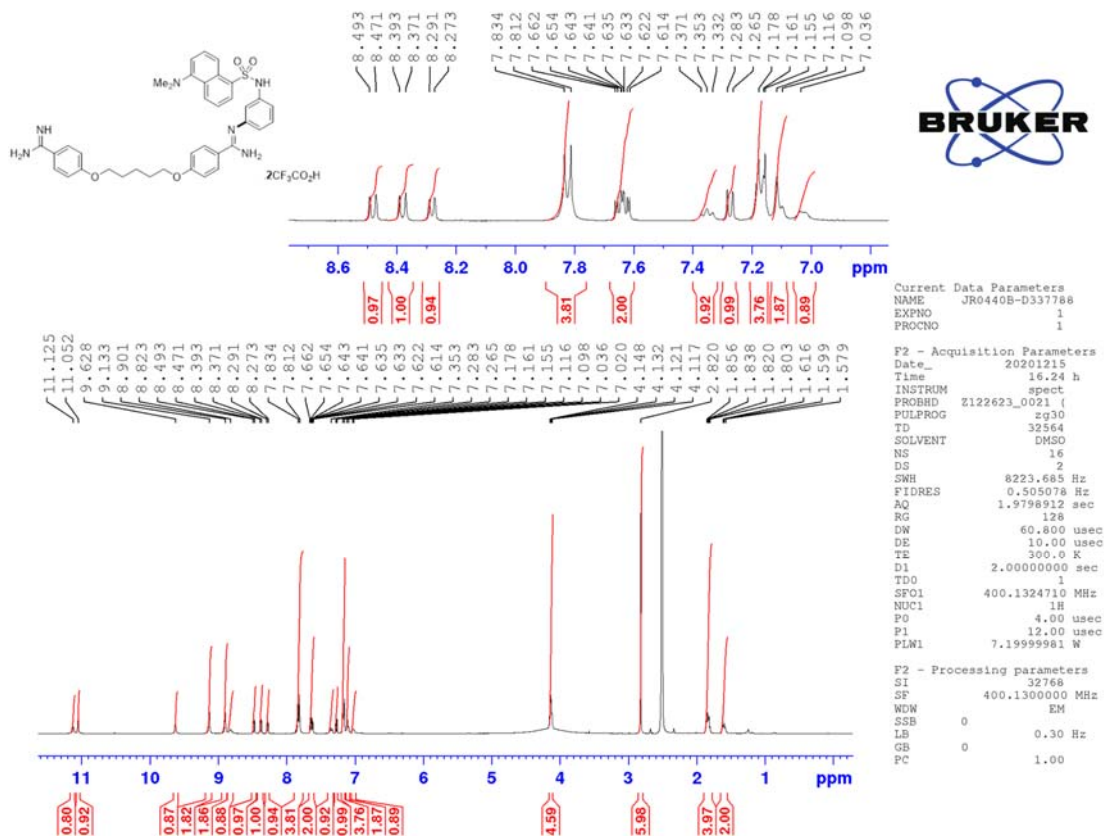 8.493
8.471
8.393
8.371
8.291
8.273
7.834
7.812
7.662
7.654
7.643
7.641
7.635
7.633
7.622
7.614
7.371
7.353
7.332
7.283
7.265
7.178
7.161
7.155
7.116
7.098
7.036
NMe2
O O
S
NH
N
NH
H2N
O
O
NH2
2CF3CO2H
BRUKER
8.6 8.4 8.2 8.0 7.8 7.6 7.4 7.2 7.0 ppm
0.97
1.00
0.94
3.81
2.00
0.92
0.99
3.76
1.87
0.89
11.125
11.052
9.628
9.133
8.901
8.823
8.493
8.471
8.393
8.371
8.291
8.273
7.834
7.812
7.662
7.654
7.643
7.641
7.635
7.633
7.622
7.614
7.353
7.283
7.265
7.178
7.161
7.155
7.116
7.098
7.036
7.020
4.148
4.132
4.121
4.117
2.820
1.856
1.838
1.820
1.803
1.616
1.599
1.579
11 10 9 8 7 6 5 4 3 2 1 ppm
0.80
0.92
0.87
1.82
1.86
0.88
0.97
1.00
0.94
3.81
2.00
0.92
0.99
3.76
1.87
0.89
4.59
5.98
3.97
2.00
Current Data Parameters
NAME JR0440B-D337788
EXPNO 1
PROCNO 1
F2 - Acquisition Parameters
Date_ 20201215
Time 16.24 h
INSTRUM spect
PROBHD Z122623_0021 (
PULPROG zg30
TD 32564
SOLVENT DMSO
NS 16
DS 2
SWH 8223.685 Hz
FIDRES 0.505078 Hz
AQ 1.9798912 sec
RG 128
DW 60.800 usec
DE 10.00 usec
TE 300.0 K
D1 2.00000000 sec
TD0 1
SFO1 400.1324710 MHz
NUC1 1H
P0 4.00 usec
P1 12.00 usec
PLW1 7.19999981 W
F2 - Processing parameters
SI 32768
SF 400.1300000 MHz
WDW EM
SSB 0
LB 0.30 Hz
GB 0
PC 1.00